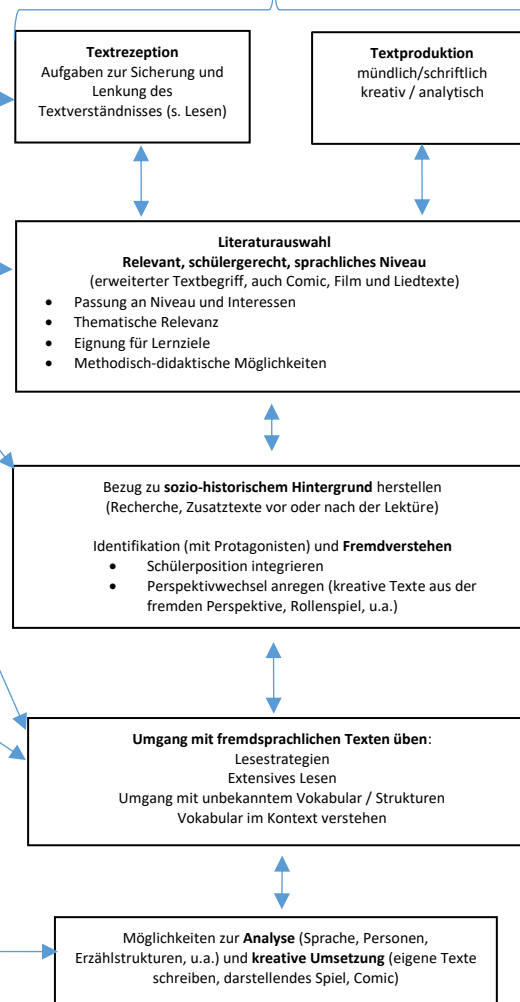 Textrezeption
Aufgaben zur Sicherung und
Lenkung des
Textverständnisses (s. Lesen)
Textproduktion
mündlich/schriftlich
kreativ / analytisch
Literaturauswahl
Relevant, schülergerecht, sprachliches Niveau
(erweiterter Textbegriff, auch Comic, Film und Liedtexte)
• Passung an Niveau und Interessen
• Thematische Relevanz
• Eignung für Lernziele
• Methodisch-didaktische Möglichkeiten
Bezug zu sozio-historischem Hintergrund herstellen
(Recherche, Zusatztexte vor oder nach der Lektüre)
Identifikation (mit Protagonisten) und Fremdverstehen
• Schülerposition integrieren
• Perspektivwechsel anregen (kreative Texte aus der
fremden Perspektive, Rollenspiel, u.a.)
Umgang mit fremdsprachlichen Texten üben:
Lesestrategien
Extensives Lesen
Umgang mit unbekanntem Vokabular / Strukturen
Vokabular im Kontext verstehen
Möglichkeiten zur Analyse (Sprache, Personen,
Erzählstrukturen, u.a.) und kreative Umsetzung (eigene Texte
schreiben, darstellendes Spiel, Comic)